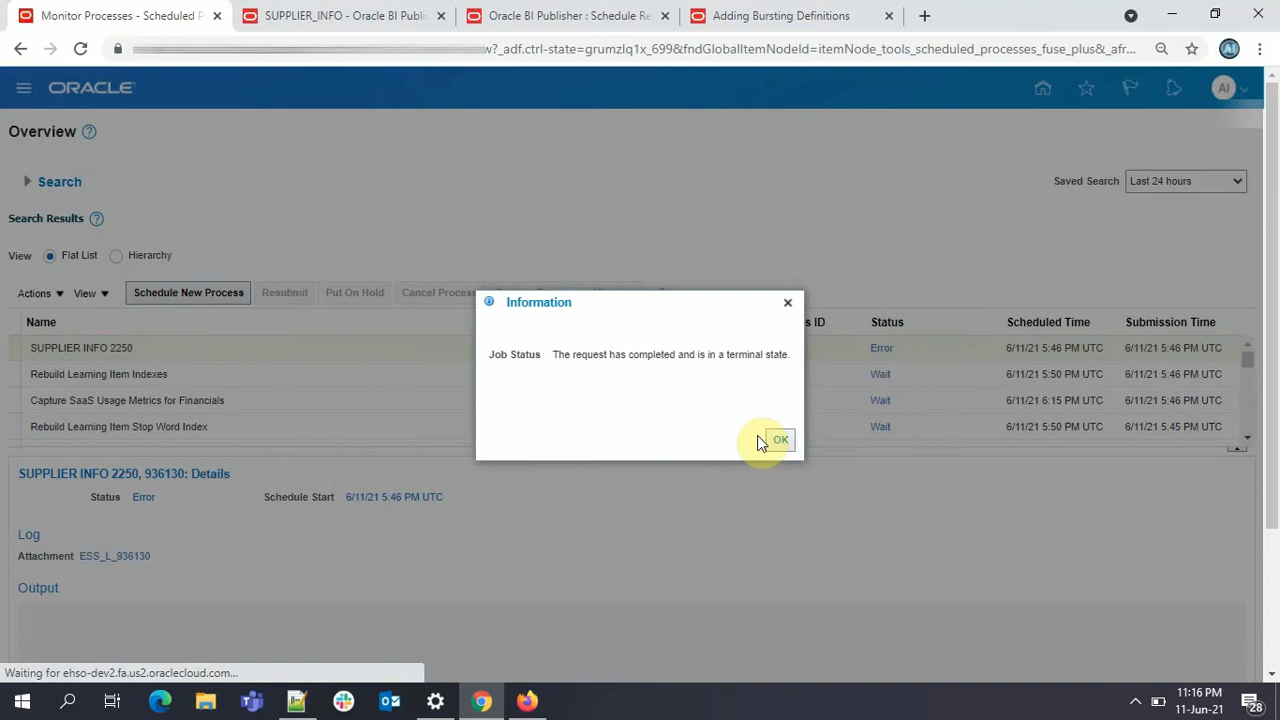 Monitor Processes - Scheduled P
SUPPLIER_INFO - Oracle BI Publis
Oracle BI Publisher : Schedule Re
Adding Bursting Definitions
w?_adf.ctrl-state=grumzlq1x_699&fndGlobalItemNodeId=itemNode_tools_scheduled_processes_fuse_plus&_afr...
ORACLE
AI
Overview ?
Search
Saved Search Last 24 hours
Search Results ?
View Flat List Hierarchy
Actions View Schedule New Process Resubmit Put On Hold Cancel Process
Name s ID Status Scheduled Time Submission Time
SUPPLIER INFO 2250 Error 6/11/21 5:46 PM UTC 6/11/21 5:46 PM UTC
Rebuild Learning Item Indexes Wait 6/11/21 5:50 PM UTC 6/11/21 5:46 PM UTC
Capture SaaS Usage Metrics for Financials Wait 6/11/21 6:15 PM UTC 6/11/21 5:46 PM UTC
Rebuild Learning Item Stop Word Index Wait 6/11/21 5:50 PM UTC 6/11/21 5:45 PM UTC
Information
Job Status The request has completed and is in a terminal state.
OK
SUPPLIER INFO 2250, 936130: Details
Status Error Schedule Start 6/11/21 5:46 PM UTC
Log
Attachment ESS_L_936130
Output
Waiting for ehso-dev2.fa.us2.oraclecloud.com...
11:16 PM
11-Jun-21
28